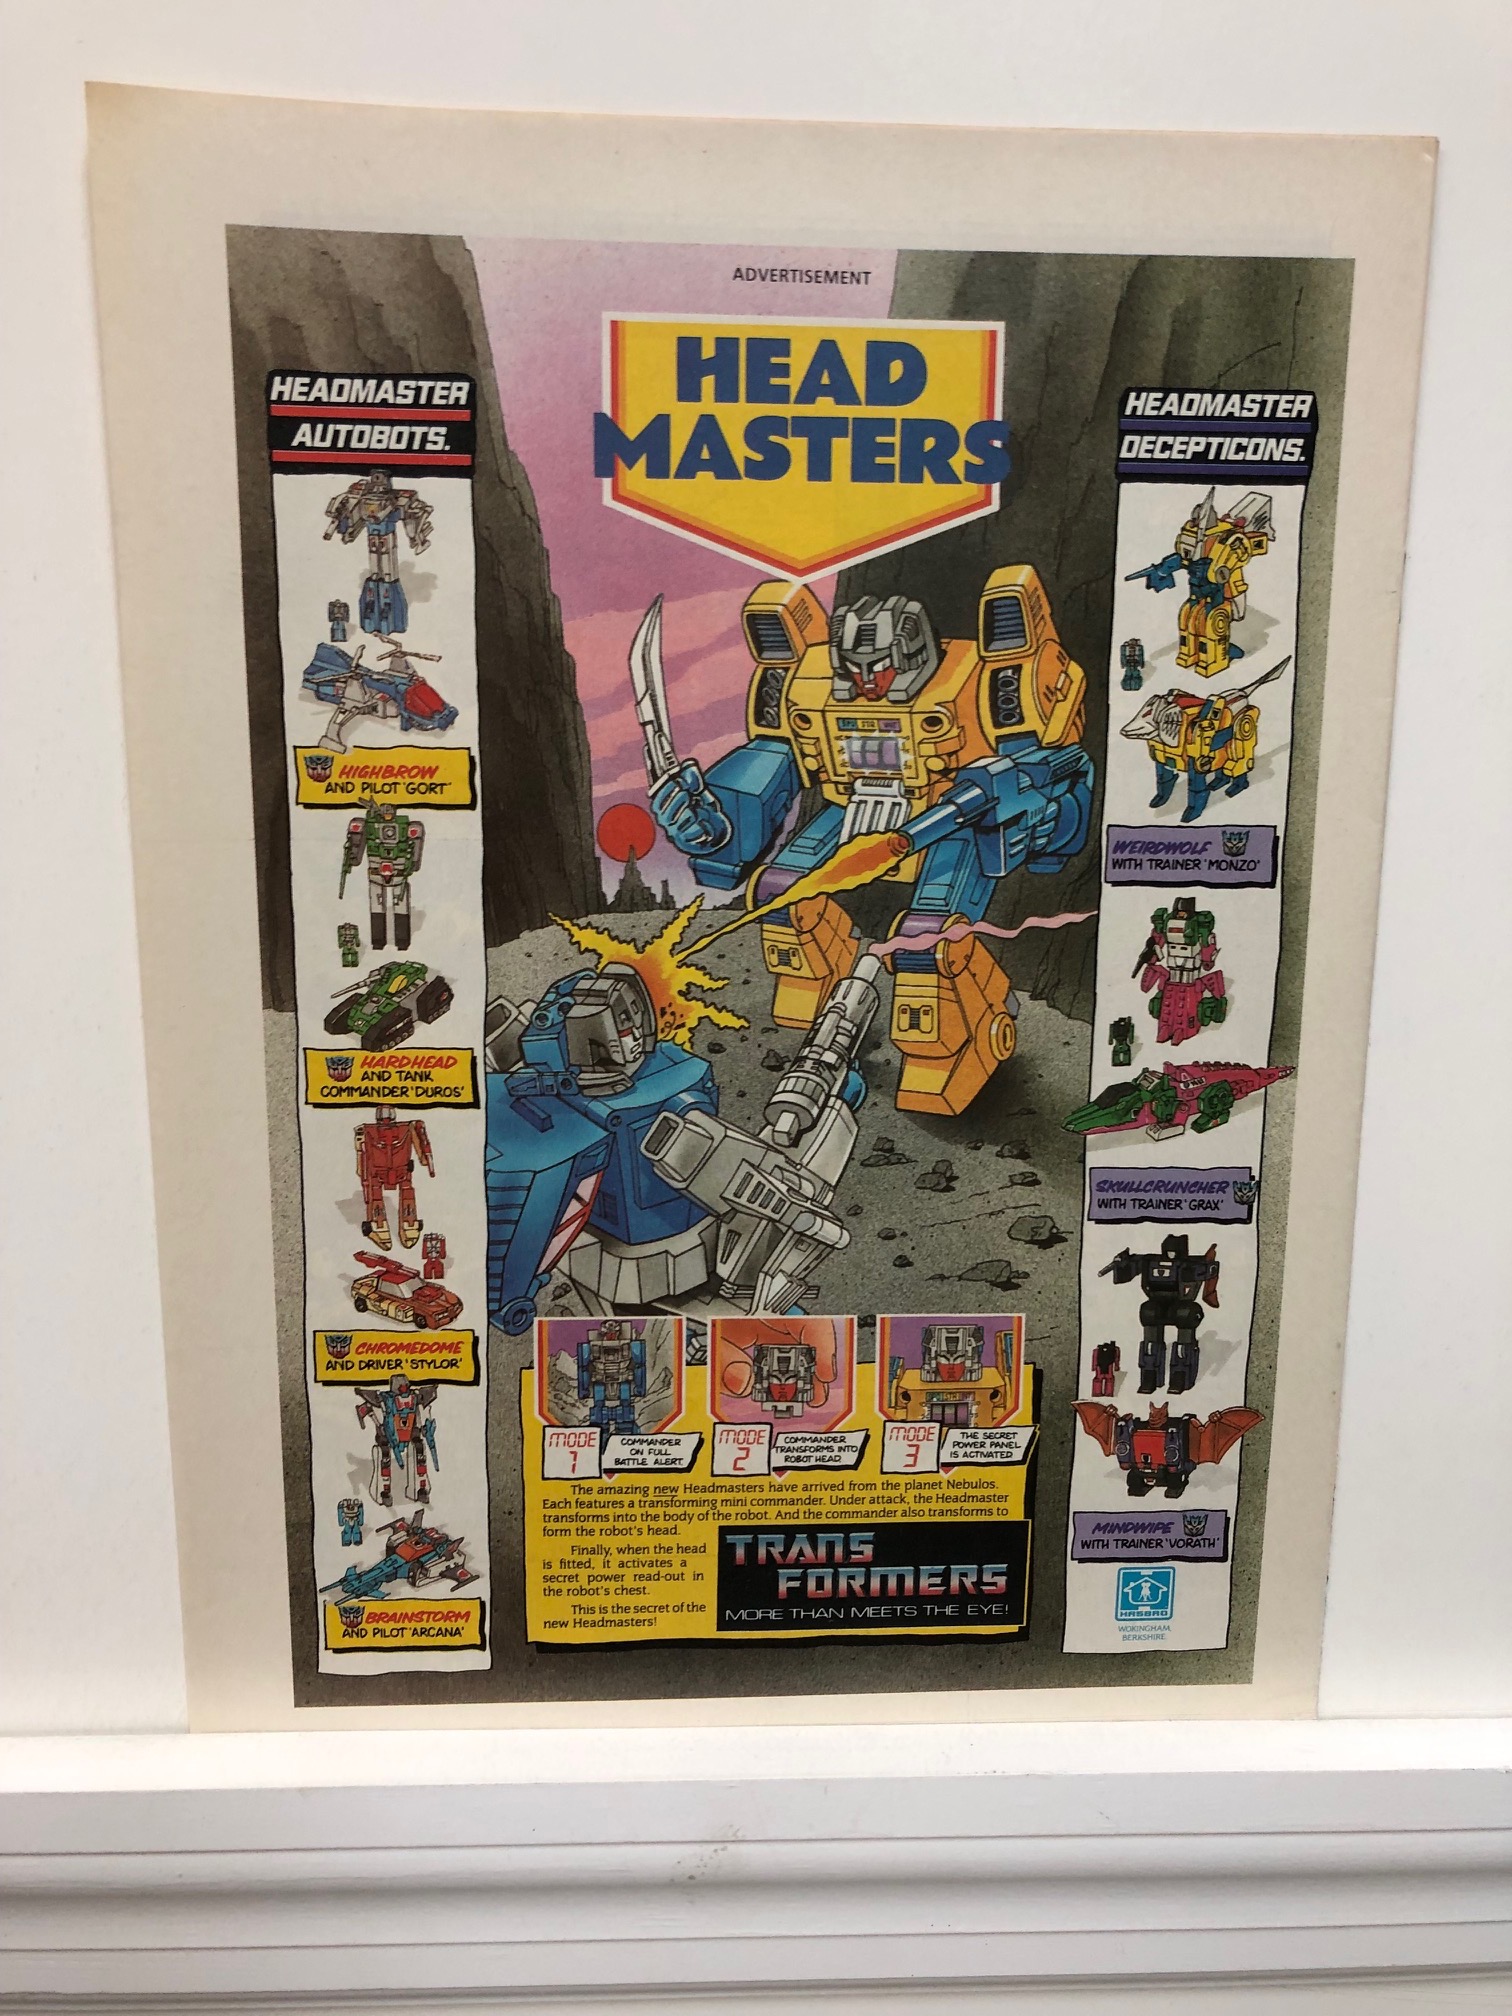 ADVERTISEMENT
HEAD
MASTERS
HEADMASTER
AUTOBOTS.
HIGHBROW
AND PILOT 'GORT'
HARDHEAD
AND TANK
COMMANDER 'DUROS'
CHROMEDOME
AND DRIVER 'STYLOR'
BRAINSTORM
AND PILOT 'ARCANA'
HEADMASTER
DECEPTICONS.
WEIRDWOLF
WITH TRAINER 'MONZO'
SKULLCRUNCHER
WITH TRAINER 'GRAX'
MINDWIPE
WITH TRAINER 'VORATH'
HASBRO
WOKINGHAM,
BERKSHIRE.
MODE
1
COMMANDER
ON FULL
BATTLE ALERT.
MODE
2
COMMANDER
TRANSFORMS INTO
ROBOT HEAD.
MODE
3
THE SECRET
POWER PANEL
IS ACTIVATED
The amazing new Headmasters have arrived from the planet Nebulos.
Each features a transforming mini commander. Under attack, the Headmaster
transforms into the body of the robot. And the commander also transforms to
form the robot's head.
Finally, when the head
is fitted, it activates a
secret power read-out in
the robot's chest.
This is the secret of the
new Headmasters!
TRANS
FORMERS
MORE THAN MEETS THE EYE!